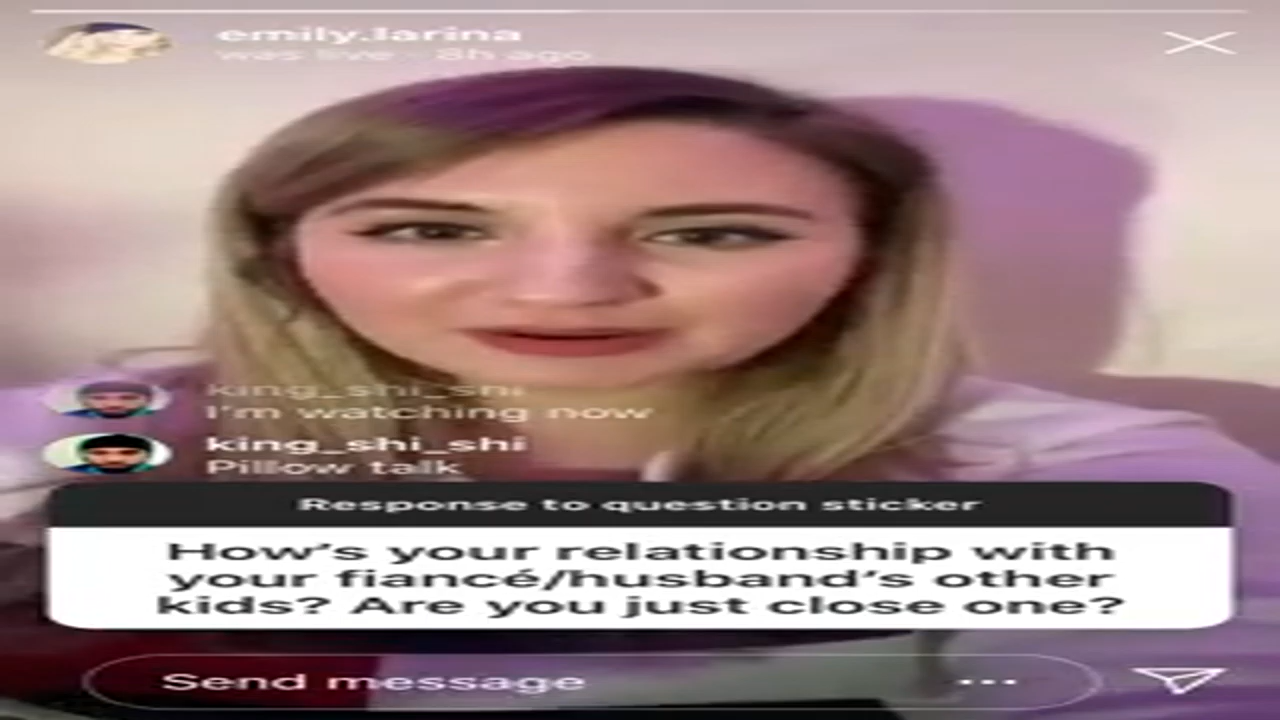 emily.larina
was live · 8h ago
king_shi_shi
I'm watching now
king_shi_shi
Pillow talk
Response to question sticker
How's your relationship with
your fiancé/husband's other
kids? Are you just close one?
Send message